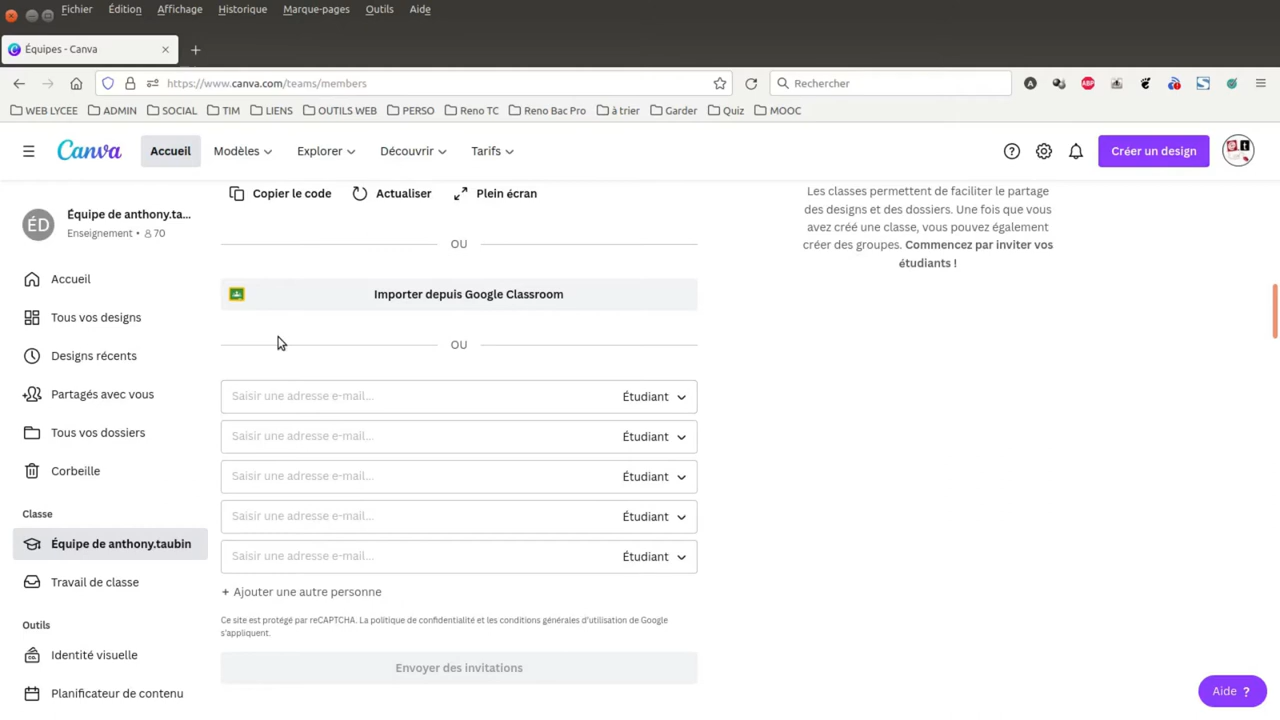 Fichier Édition Affichage Historique Marque-pages Outils Aide
Équipes - Canva
https://www.canva.com/teams/members
Rechercher
WEB LYCEE ADMIN SOCIAL TIM LIENS OUTILS WEB PERSO Reno TC Reno Bac Pro à trier Garder Quiz MOOC
Canva Accueil Modèles Explorer Découvrir Tarifs Créer un design
Copier le code Actualiser Plein écran
Les classes permettent de faciliter le partage
des designs et des dossiers. Une fois que vous
avez créé une classe, vous pouvez également
créer des groupes. Commencez par inviter vos
étudiants !
ÉD
Équipe de anthony.ta...
Enseignement • 70
OU
Accueil
Importer depuis Google Classroom
Tous vos designs
OU
Designs récents
Partagés avec vous
Saisir une adresse e-mail... Étudiant
Tous vos dossiers
Saisir une adresse e-mail... Étudiant
Corbeille
Saisir une adresse e-mail... Étudiant
Classe
Saisir une adresse e-mail... Étudiant
Équipe de anthony.taubin
Saisir une adresse e-mail... Étudiant
Travail de classe
+ Ajouter une autre personne
Outils
Ce site est protégé par reCAPTCHA. La politique de confidentialité et les conditions générales d'utilisation de Google
s'appliquent.
Identité visuelle
Envoyer des invitations
Planificateur de contenu
Aide ?